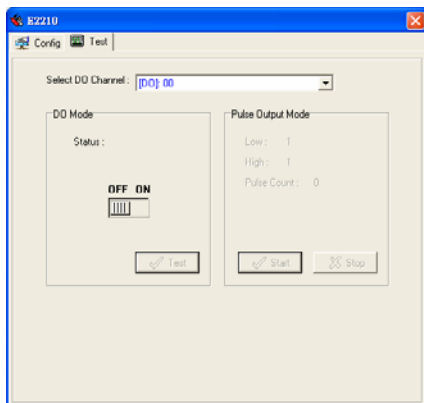 E2210
Config Test
Select DO Channel : [DO]: 00
DO Mode
Status :
OFF ON
Test
Pulse Output Mode
Low : 1
High : 1
Pulse Count : 0
Start Stop